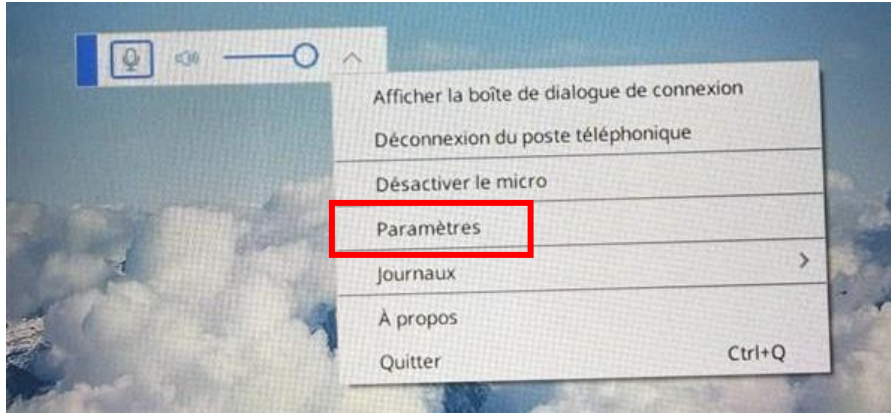 Afficher la boîte de dialogue de connexion
Déconnexion du poste téléphonique
Désactiver le micro
Paramètres
Journaux
À propos
Quitter Ctrl+Q